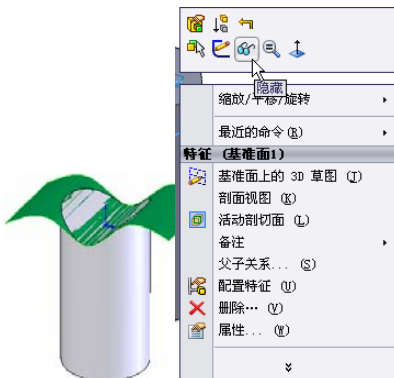 隐藏
缩放/平移/旋转
最近的命令(R)
特征 (基准面1)
基准面上的 3D 草图 (T)
剖面视图 (K)
活动剖切面 (L)
备注
父子关系... (S)
配置特征 (U)
删除… (V)
属性... (W)